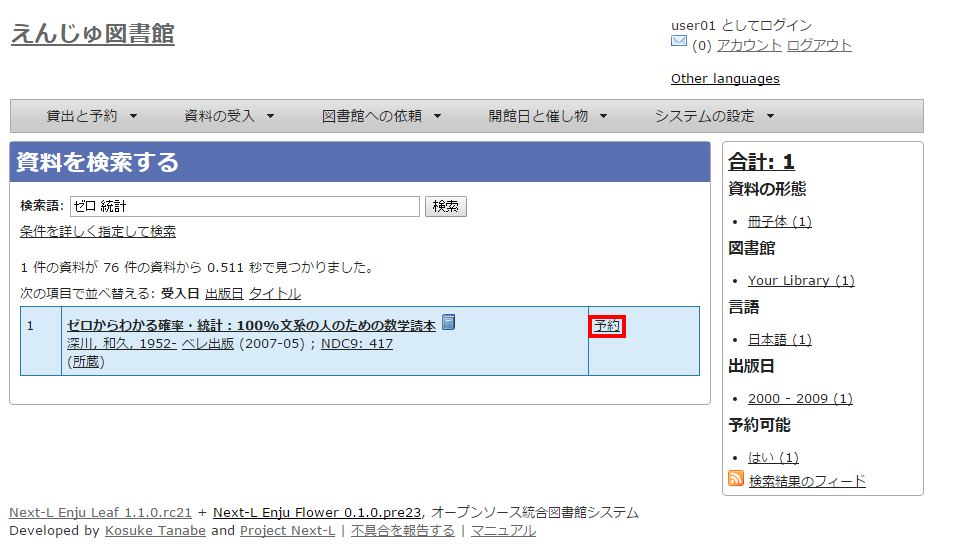 えんじゅ図書館
user01 としてログイン
(0) アカウント ログアウト
Other languages
貸出と予約 資料の受入 図書館への依頼 開館日と催し物 システムの設定
資料を検索する
検索語: ゼロ 統計 検索
条件を詳しく指定して検索
1 件の資料が 76 件の資料から 0.511 秒で見つかりました。
次の項目で並べ替える: 受入日 出版日 タイトル
1 ゼロからわかる確率・統計 : 100%文系の人のための数学読本 予約
深川, 和久, 1952- ベレ出版 (2007-05) ; NDC9: 417
(所蔵)
合計: 1
資料の形態
• 冊子体 (1)
図書館
• Your Library (1)
言語
• 日本語 (1)
出版日
• 2000 - 2009 (1)
予約可能
• はい (1)
検索結果のフィード
Next-L Enju Leaf 1.1.0.rc21 + Next-L Enju Flower 0.1.0.pre23, オープンソース統合図書館システム
Developed by Kosuke Tanabe and Project Next-L | 不具合を報告する | マニュアル